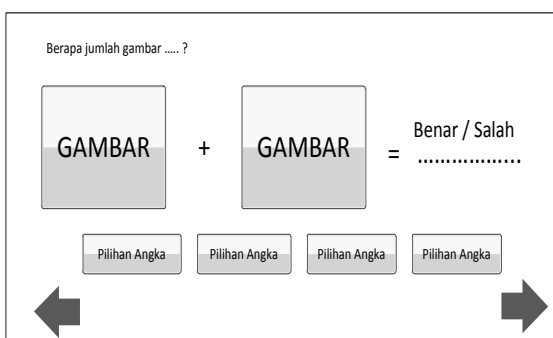 Berapa jumlah gambar ..... ?
GAMBAR + GAMBAR = Benar / Salah
....................
Pilihan Angka Pilihan Angka Pilihan Angka Pilihan Angka